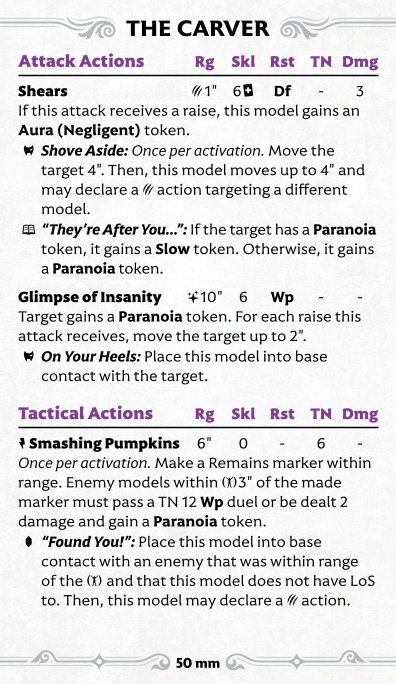 THE CARVER
Attack Actions Rg Skl Rst TN Dmg
Shears 1" 6 Df - 3
If this attack receives a raise, this model gains an
Aura (Negligent) token.
Shove Aside: Once per activation. Move the
target 4". Then, this model moves up to 4" and
may declare a action targeting a different
model.
"They're After You...": If the target has a Paranoia
token, it gains a Slow token. Otherwise, it gains
a Paranoia token.
Glimpse of Insanity 10" 6 Wp - -
Target gains a Paranoia token. For each raise this
attack receives, move the target up to 2".
On Your Heels: Place this model into base
contact with the target.
Tactical Actions Rg Skl Rst TN Dmg
Smashing Pumpkins 6" 0 - 6 -
Once per activation. Make a Remains marker within
range. Enemy models within 3" of the made
marker must pass a TN 12 Wp duel or be dealt 2
damage and gain a Paranoia token.
"Found You!": Place this model into base
contact with an enemy that was within range
of the and that this model does not have LoS
to. Then, this model may declare a action.
50 mm